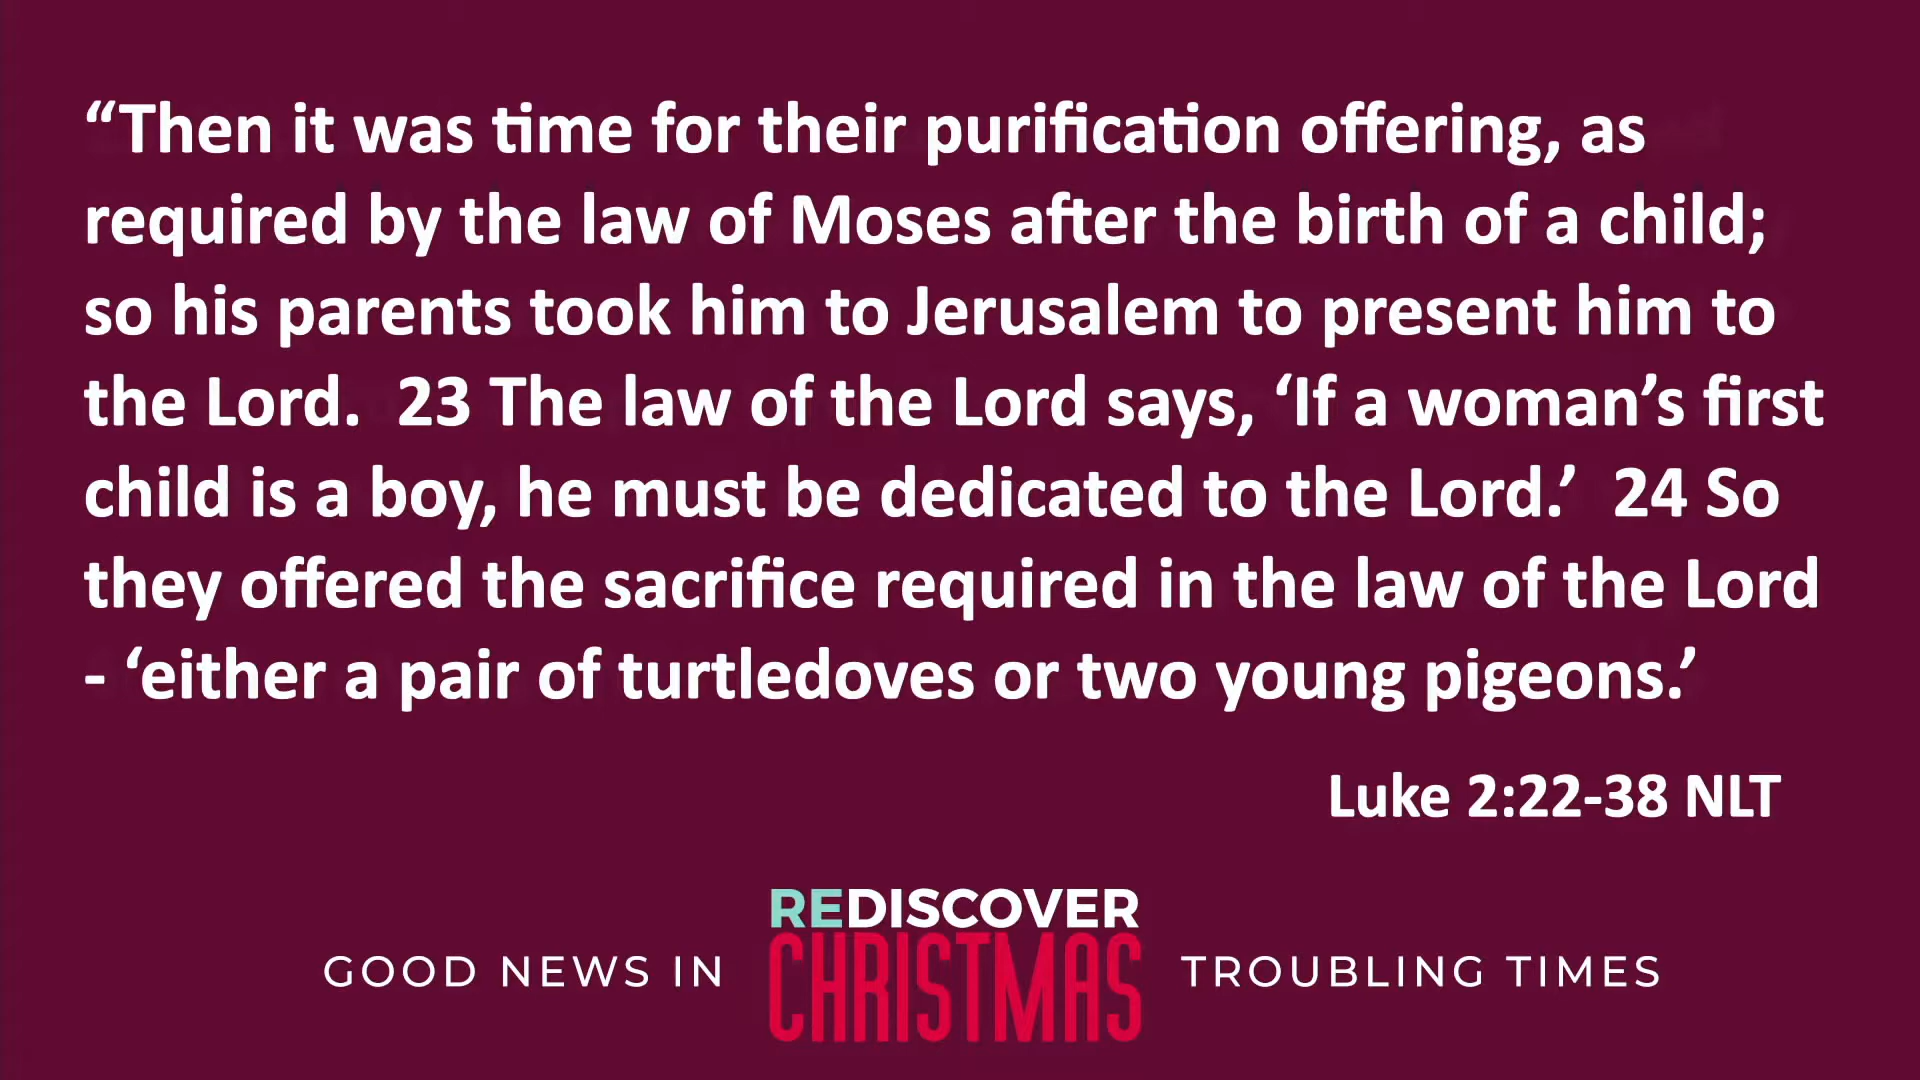 “Then it was time for their purification offering, as
required by the law of Moses after the birth of a child;
so his parents took him to Jerusalem to present him to
the Lord.  23 The law of the Lord says, ‘If a woman’s first
child is a boy, he must be dedicated to the Lord.’  24 So
they offered the sacrifice required in the law of the Lord
- ‘either a pair of turtledoves or two young pigeons.’
Luke 2:22-38 NLT
REDISCOVER
GOOD NEWS IN CHRISTMAS TROUBLING TIMES